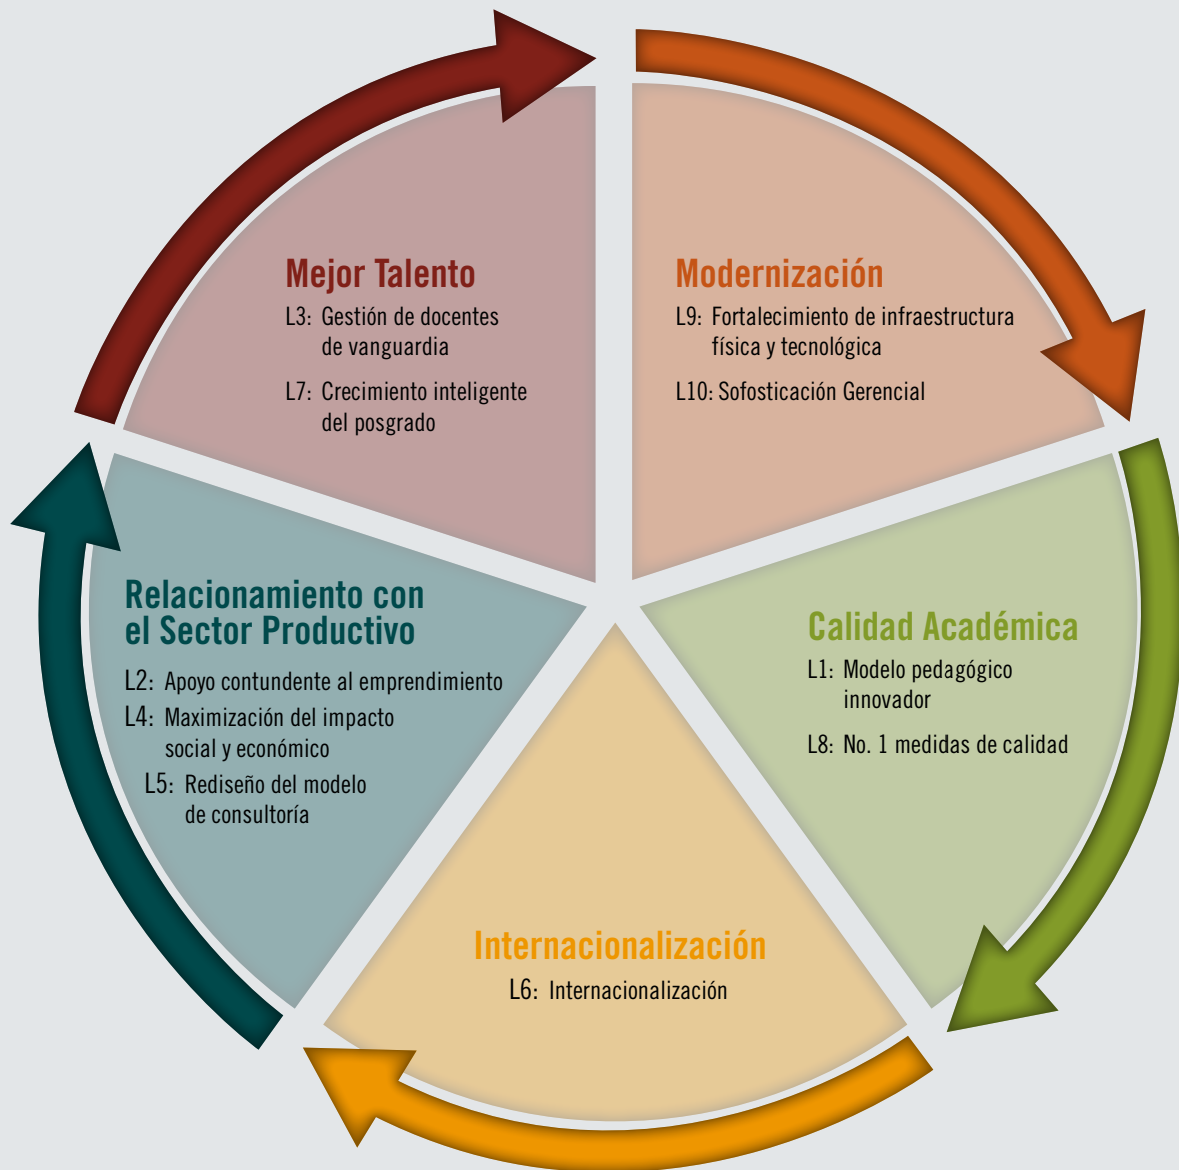 Mejor Talento
L3: Gestión de docentes
de vanguardia
L7: Crecimiento inteligente
del posgrado
Modernización
L9: Fortalecimiento de infraestructura
física y tecnológica
L10: Sofosticación Gerencial
Relacionamiento con
el Sector Productivo
L2: Apoyo contundente al emprendimiento
L4: Maximización del impacto
social y económico
L5: Rediseño del modelo
de consultoría
Calidad Académica
L1: Modelo pedagógico
innovador
L8: No. 1 medidas de calidad
Internacionalización
L6: Internacionalización